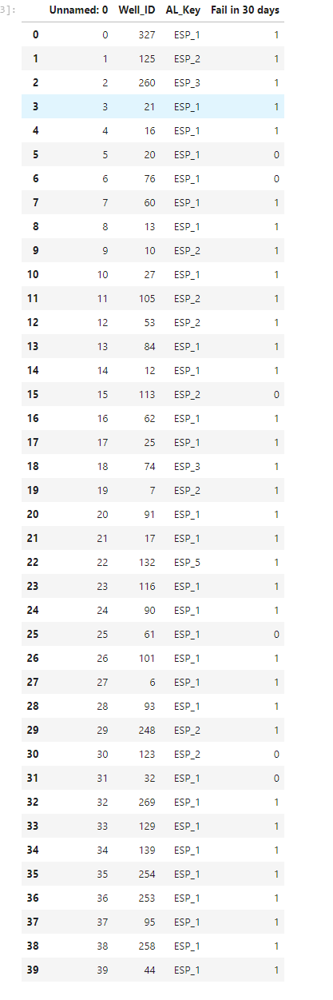 3]:
Unnamed: 0 Well_ID AL_Key Fail in 30 days
0 0 327 ESP_1 1
1 1 125 ESP_2 1
2 2 260 ESP_3 1
3 3 21 ESP_1 1
4 4 16 ESP_1 1
5 5 20 ESP_1 0
6 6 76 ESP_1 0
7 7 60 ESP_1 1
8 8 13 ESP_1 1
9 9 10 ESP_2 1
10 10 27 ESP_1 1
11 11 105 ESP_2 1
12 12 53 ESP_2 1
13 13 84 ESP_1 1
14 14 12 ESP_1 1
15 15 113 ESP_2 0
16 16 62 ESP_1 1
17 17 25 ESP_1 1
18 18 74 ESP_3 1
19 19 7 ESP_2 1
20 20 91 ESP_1 1
21 21 17 ESP_1 1
22 22 132 ESP_5 1
23 23 116 ESP_1 1
24 24 90 ESP_1 1
25 25 61 ESP_1 0
26 26 101 ESP_1 1
27 27 6 ESP_1 1
28 28 93 ESP_1 1
29 29 248 ESP_2 1
30 30 123 ESP_2 0
31 31 32 ESP_1 0
32 32 269 ESP_1 1
33 33 129 ESP_1 1
34 34 139 ESP_1 1
35 35 254 ESP_1 1
36 36 253 ESP_1 1
37 37 95 ESP_1 1
38 38 258 ESP_1 1
39 39 44 ESP_1 1